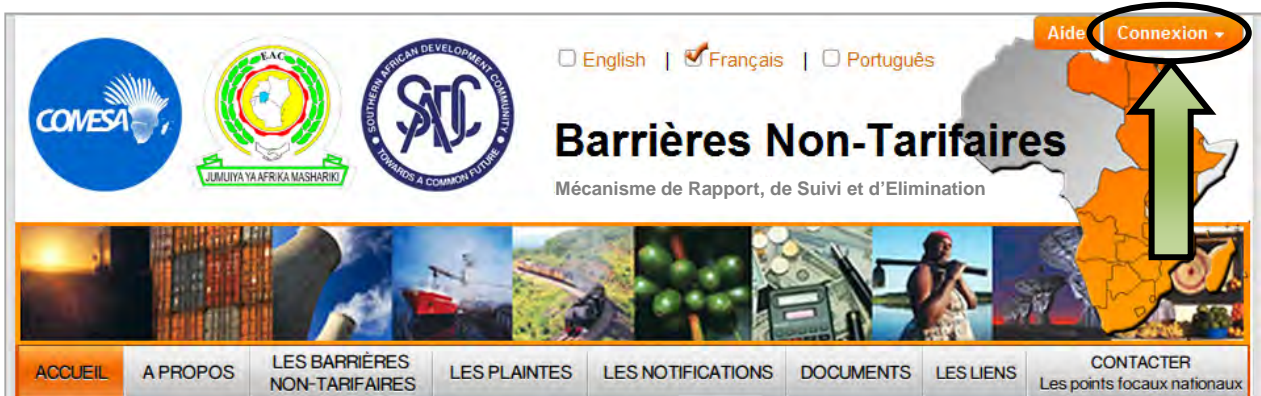 Aide | Connexion
English | Français | Português
COMESA
EAC
JUMUIYA YA AFRIKA MASHARIKI
SOUTHERN AFRICAN DEVELOPMENT COMMUNITY
SADC
TOWARDS A COMMON FUTURE
Barrières Non-Tarifaires
Mécanisme de Rapport, de Suivi et d’Elimination
ACCUEIL
A PROPOS
LES BARRIÈRES
NON-TARIFAIRES
LES PLAINTES
LES NOTIFICATIONS
DOCUMENTS
LES LIENS
CONTACTER
Les points focaux nationaux